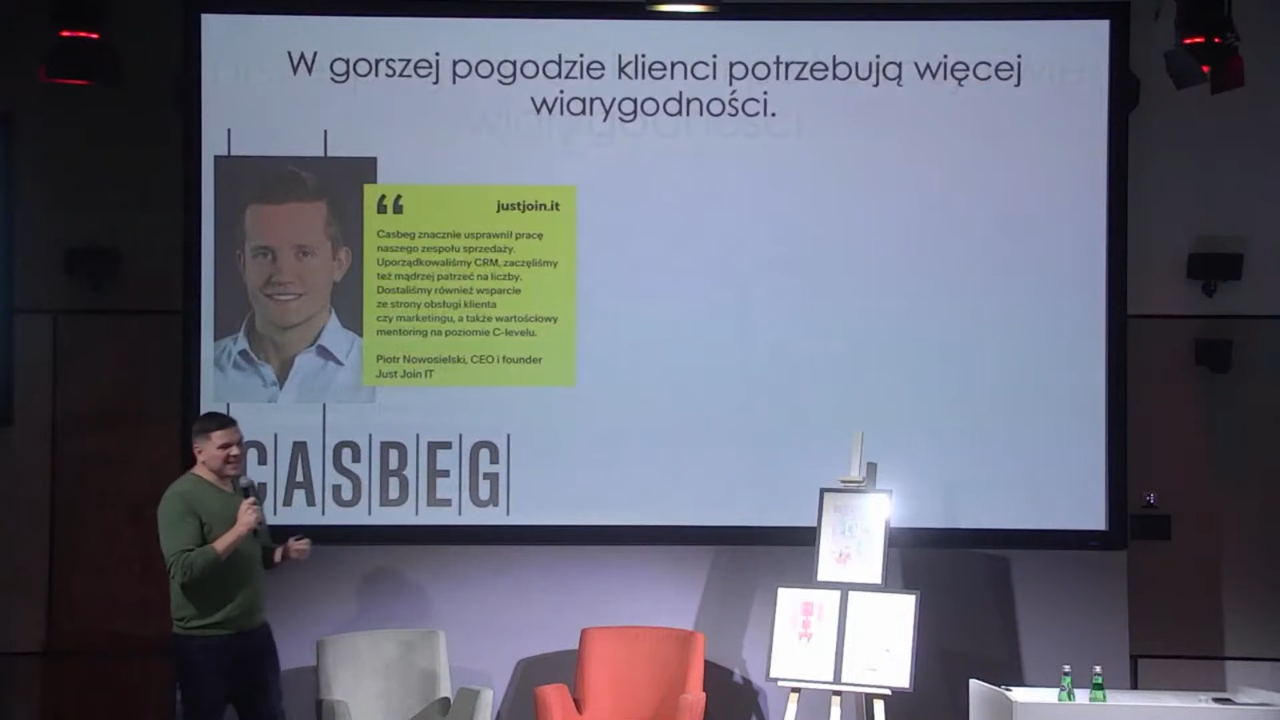 W gorszej pogodzie klienci potrzebują więcej
wiarygodności.
justjoin.it
Casbeg znacznie usprawnił pracę
naszego zespołu sprzedaży.
Uporządkowaliśmy CRM, zaczęliśmy
też mądrzej patrzeć na liczby.
Dostaliśmy również wsparcie
ze strony obsługi klienta
czy marketingu, a także wartościowy
mentoring na poziomie C-levelu.
Piotr Nowosielski, CEO i founder
Just Join IT
CASBEG